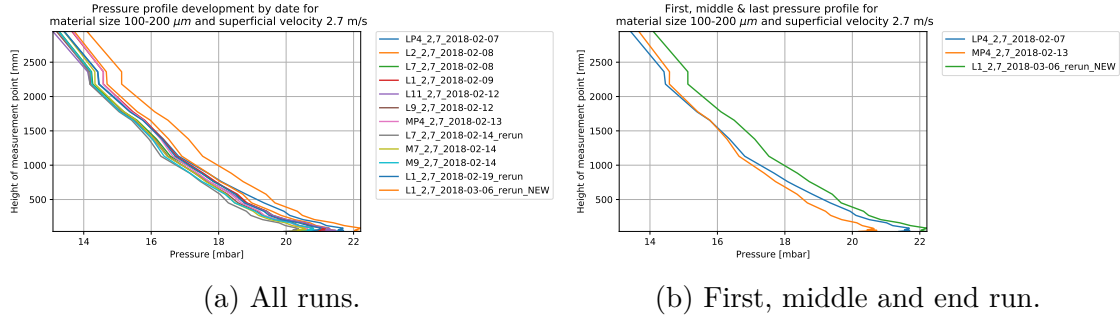 Pressure profile development by date for
material size 100-200 μm and superficial velocity 2.7 m/s
Height of measurement point [mm]
2500
2000
1500
1000
500
14
16
18
20
22
Pressure [mbar]
LP4_2,7_2018-02-07
L2_2,7_2018-02-08
L7_2,7_2018-02-08
L1_2,7_2018-02-09
L11_2,7_2018-02-12
L9_2,7_2018-02-12
MP4_2,7_2018-02-13
L7_2,7_2018-02-14_rerun
M7_2.7_2018-02-14
M9_2,7_2018-02-14
L1_2,7_2018-02-19_rerun
L1_2,7_2018-03-06_rerun_NEW
(a) All runs.
First, middle & last pressure profile for
material size 100-200 μm and superficial velocity 2.7 m/s
Height of measurement point [mm]
2500
2000
1500
1000
500
14
16
18
20
22
Pressure [mbar]
LP4_2,7_2018-02-07
MP4_2,7_2018-02-13
L1_2,7_2018-03-06_rerun_NEW
(b) First, middle and end run.